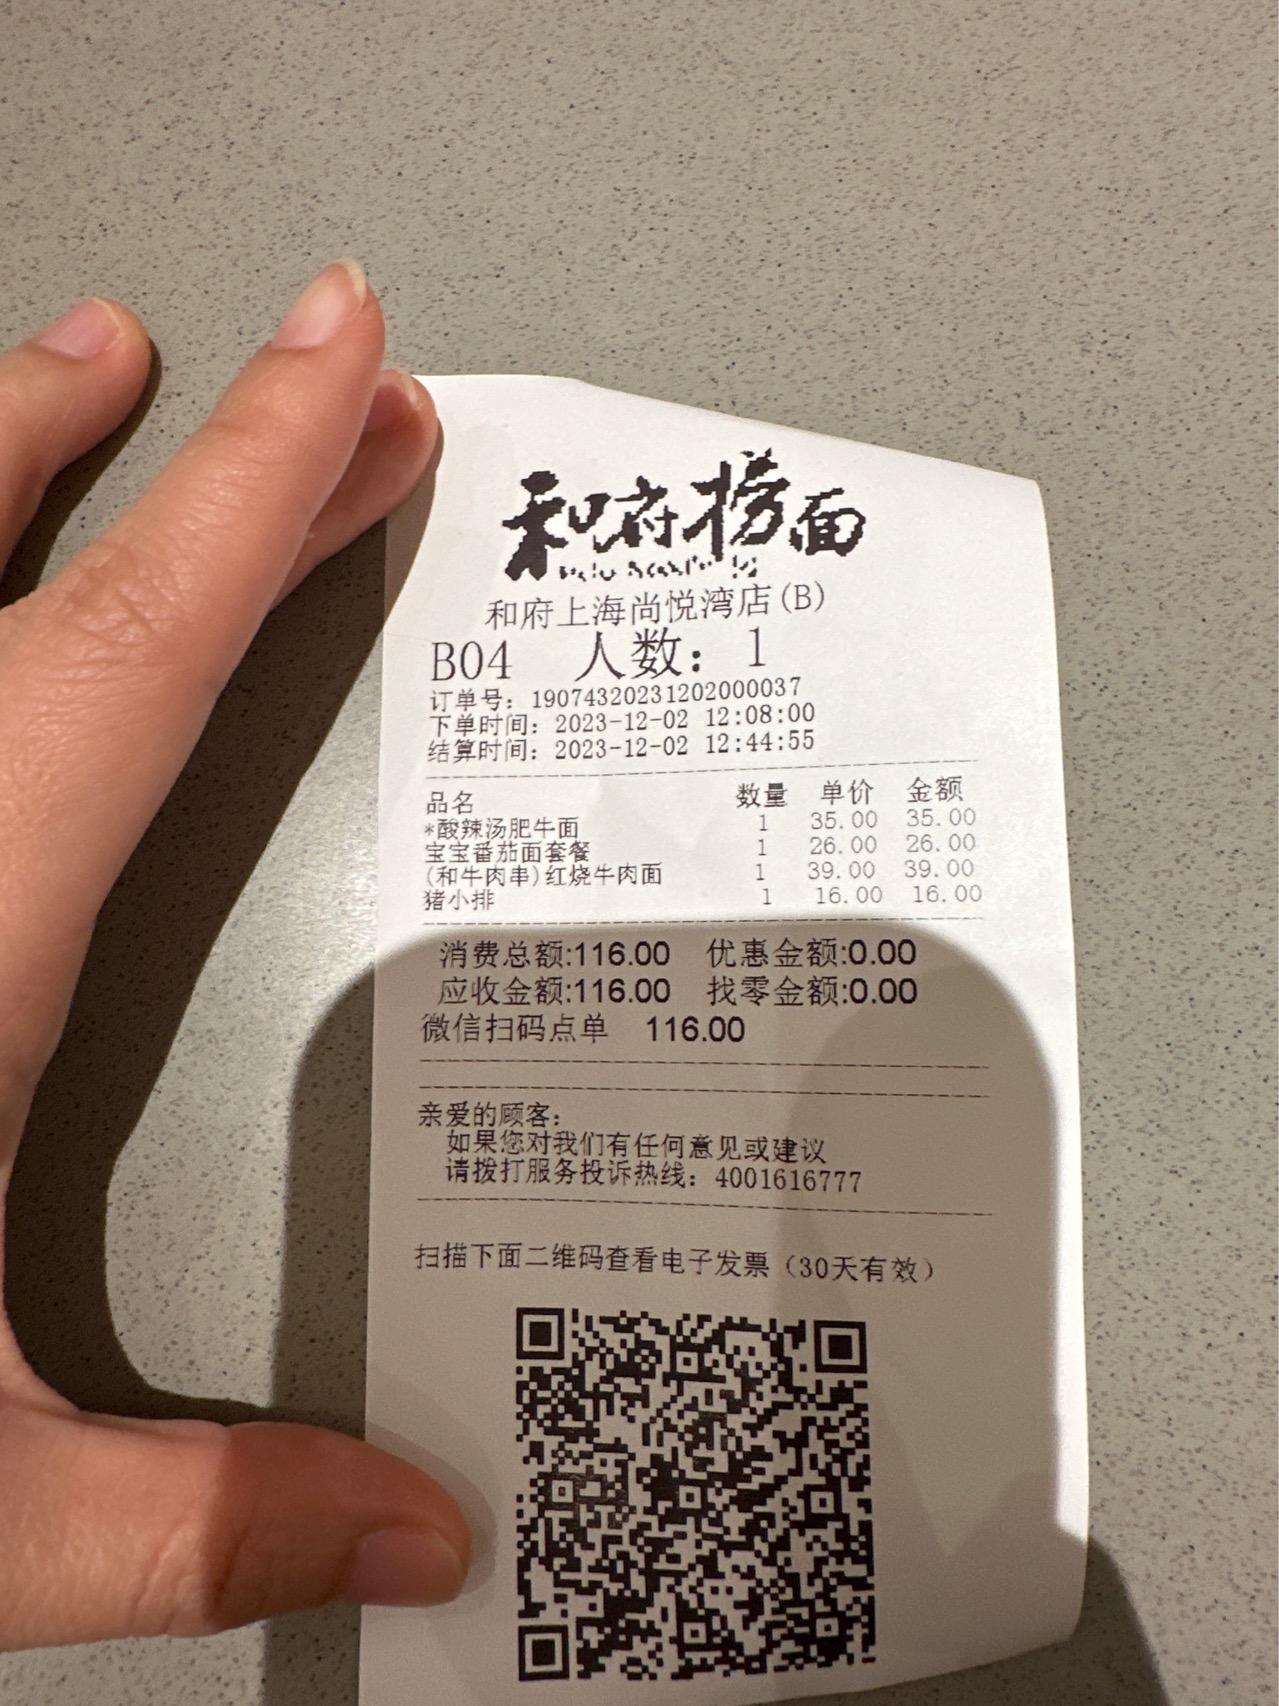 和府捞面
和府上海尚悦湾店(B)
B04 人数: 1
订单号: 19074320231202000037
下单时间: 2023-12-02 12:08:00
结算时间: 2023-12-02 12:44:55
品名 数量 单价 金额
*酸辣汤肥牛面 1 35.00 35.00
宝宝番茄面套餐 1 26.00 26.00
(和牛肉串)红烧牛肉面 1 39.00 39.00
猪小排 1 16.00 16.00
消费总额:116.00 优惠金额:0.00
应收金额:116.00 找零金额:0.00
微信扫码点单 116.00
亲爱的顾客:
如果您对我们有任何意见或建议
请拨打服务投诉热线: 4001616777
扫描下面二维码查看电子发票（30天有效）